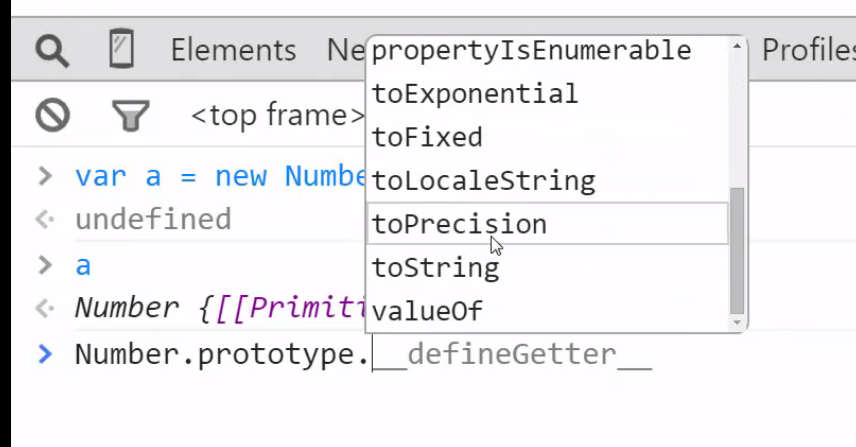 Elements Ne Profiles
<top frame>
var a = new Numbe
undefined
a
Number {[[Primiti
Number.prototype.__defineGetter__
propertyIsEnumerable
toExponential
toFixed
toLocaleString
toPrecision
toString
valueOf